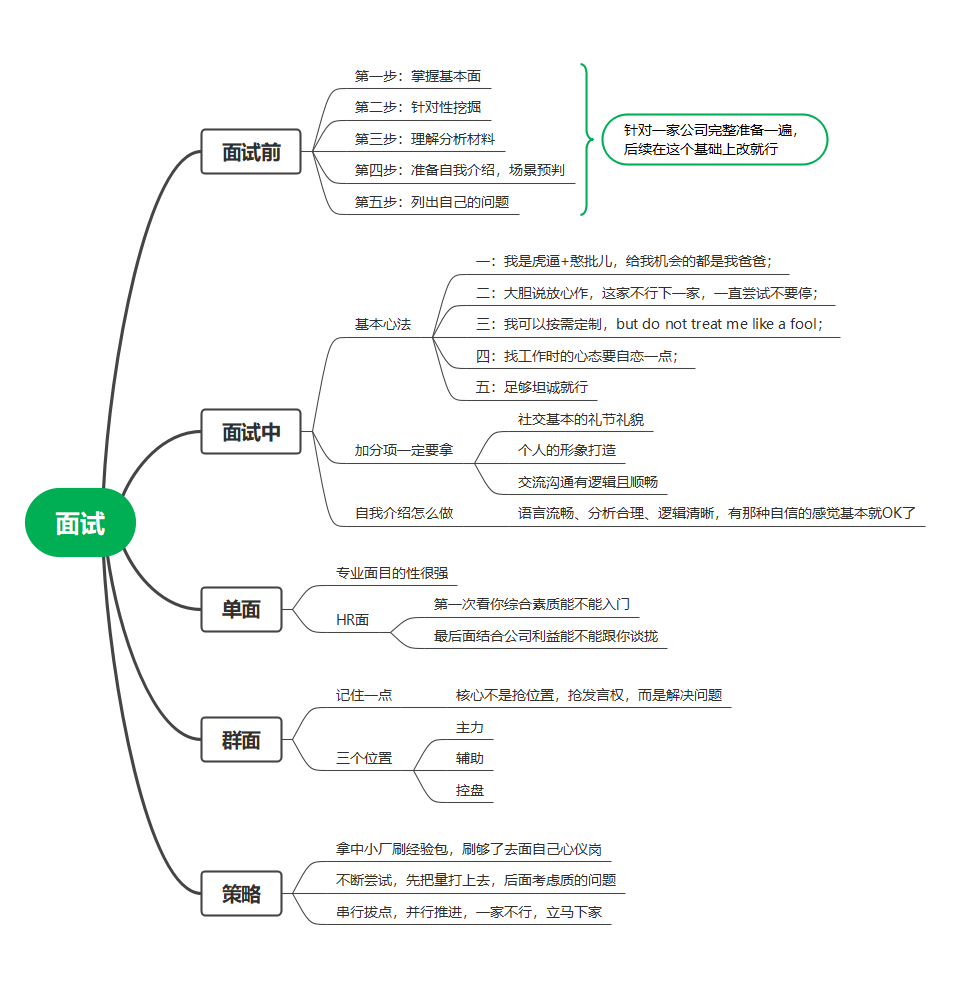 面试
面试前
第一步：掌握基本面
第二步：针对性挖掘
第三步：理解分析材料
第四步：准备自我介绍，场景预判
第五步：列出自己的问题
针对一家公司完整准备一遍，
后续在这个基础上改就行
面试中
基本心法
一：我是虎逼+憨批儿，给我机会的都是我爸爸；
二：大胆说放心作，这家不行下一家，一直尝试不要停；
三：我可以按需定制，but do not treat me like a fool；
四：找工作时的心态要自恋一点；
五：足够坦诚就行
加分项一定要拿
社交基本的礼节礼貌
个人的形象打造
交流沟通有逻辑且顺畅
自我介绍怎么做
语言流畅、分析合理、逻辑清晰，有那种自信的感觉基本就OK了
单面
专业面目的性很强
HR面
第一次看你综合素质能不能入门
最后面结合公司利益能不能跟你谈拢
群面
记住一点
核心不是抢位置，抢发言权，而是解决问题
三个位置
主力
辅助
控盘
策略
拿中小厂刷经验包，刷够了去面自己心仪岗
不断尝试，先把量打上去，后面考虑质的问题
串行拔点，并行推进，一家不行，立马下家